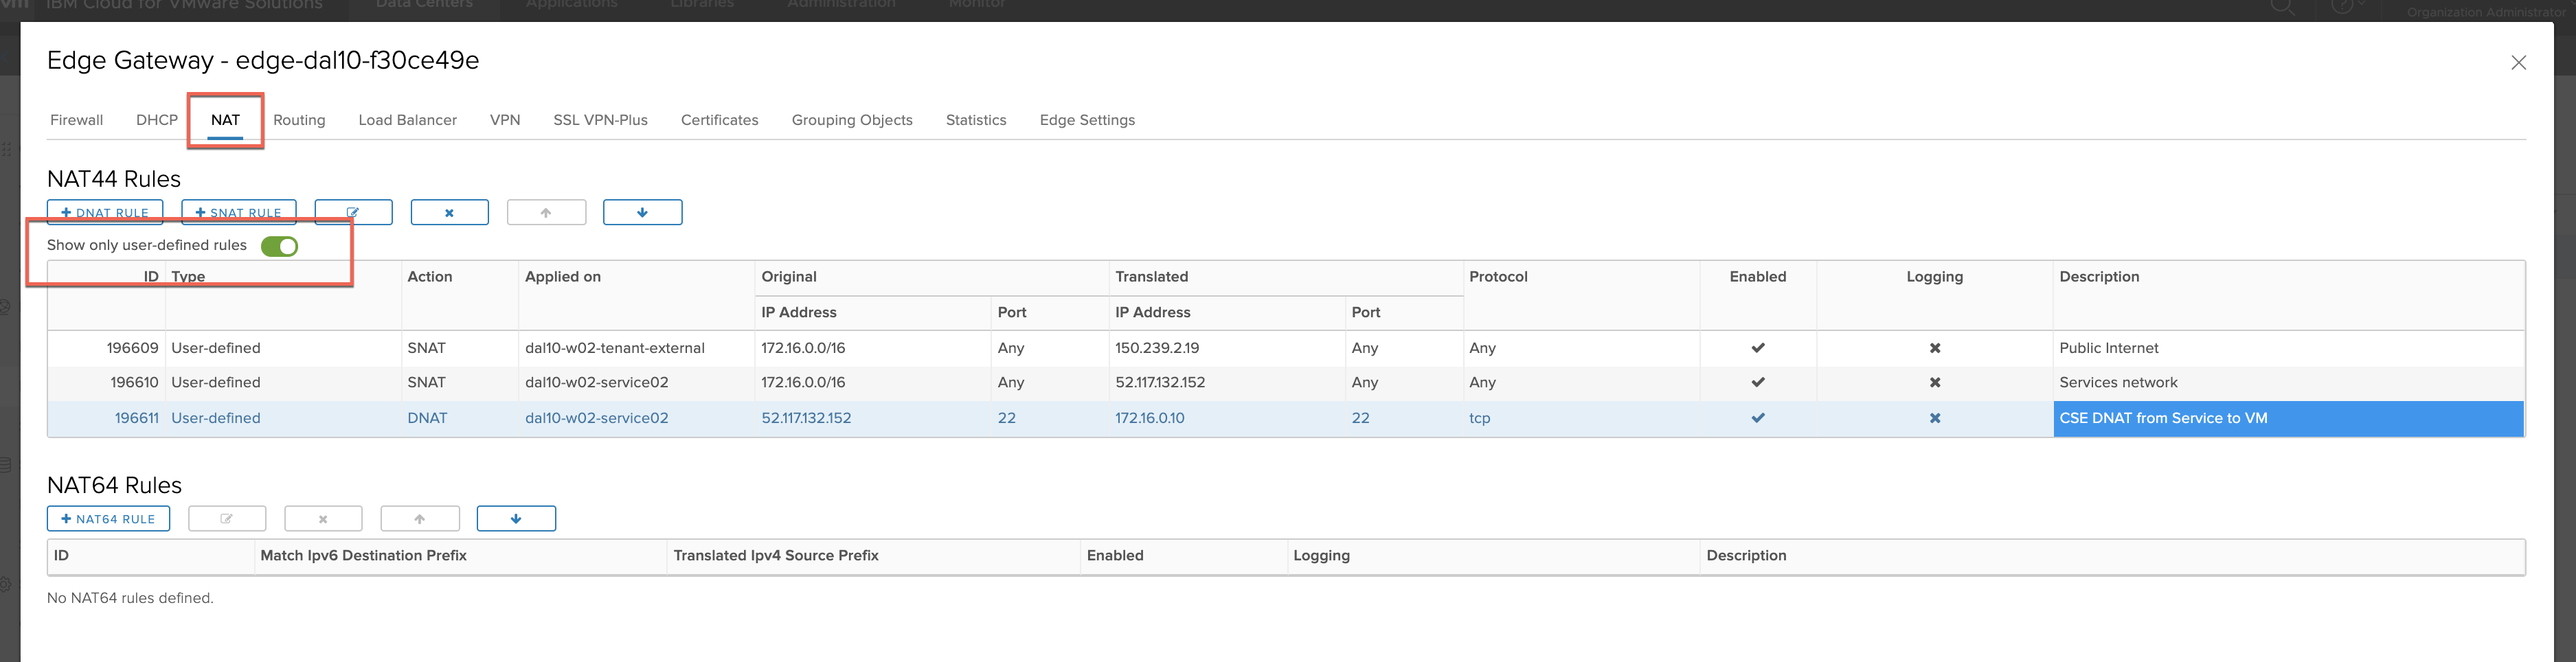 vm IBM Cloud for VMware Solutions Data Centers Applications Libraries Administration Monitor
Organization Administrator
Edge Gateway - edge-dal10-f30ce49e
Firewall DHCP NAT Routing Load Balancer VPN SSL VPN-Plus Certificates Grouping Objects Statistics Edge Settings
NAT44 Rules
+ DNAT RULE + SNAT RULE
Show only user-defined rules
ID Type Action Applied on Original Translated Protocol Enabled Logging Description
IP Address Port IP Address Port
196609 User-defined SNAT dal10-w02-tenant-external 172.16.0.0/16 Any 150.239.2.19 Any Any Public Internet
196610 User-defined SNAT dal10-w02-service02 172.16.0.0/16 Any 52.117.132.152 Any Any Services network
196611 User-defined DNAT dal10-w02-service02 52.117.132.152 22 172.16.0.10 22 tcp CSE DNAT from Service to VM
NAT64 Rules
+ NAT64 RULE
ID Match Ipv6 Destination Prefix Translated Ipv4 Source Prefix Enabled Logging Description
No NAT64 rules defined.